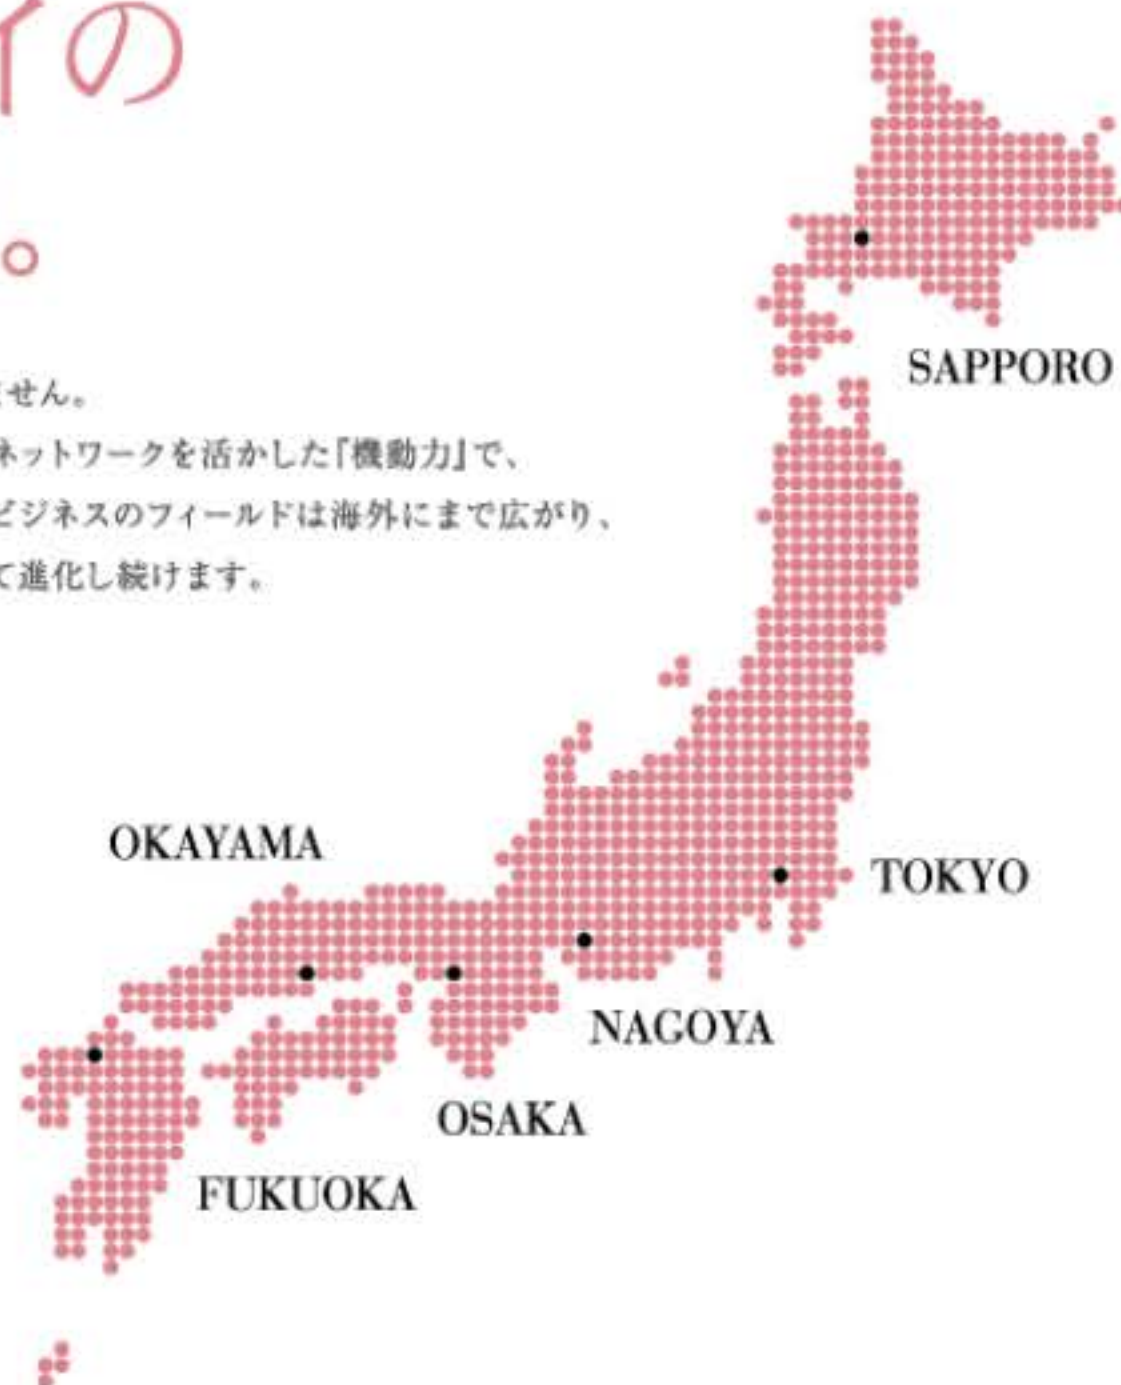 イの
。
せん。
ネットワークを活かした『機動力』で、
ビジネスのフィールドは海外にまで広がり、
て進化し続けます。
SAPPORO
OKAYAMA
TOKYO
NAGOYA
OSAKA
FUKUOKA